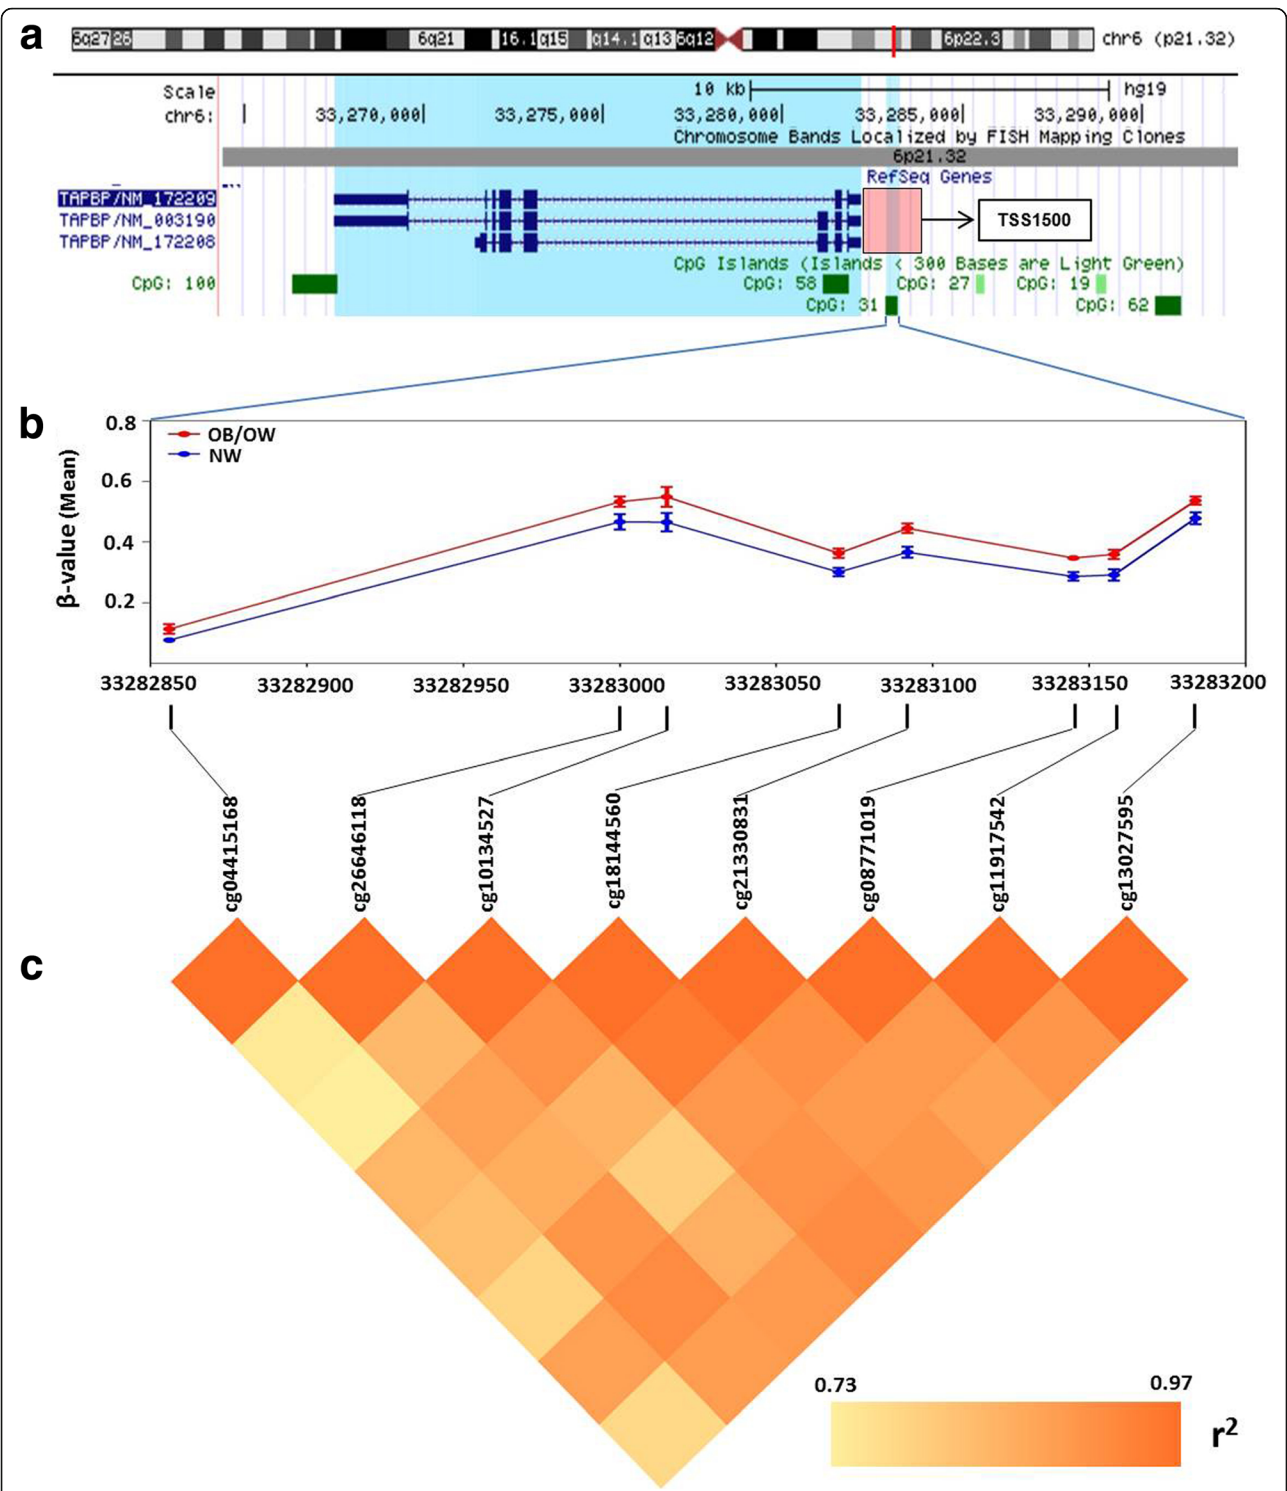 a
6q27 26 6q21 16.1 q15 q14.1 q13 6q12 6p22.3 chr6 (p21.32)
Scale 10 kb hg19
chr6: 33,270,000 33,275,000 33,280,000 33,285,000 33,290,000
Chromosome Bands Localized by FISH Mapping Clones
6p21.32
RefSeq Genes
TAPBP/NM_172209
TAPBP/NM_003190 TSS1500
TAPBP/NM_172208
CpG Islands (Islands < 300 Bases are Light Green)
CpG: 100 CpG: 58 CpG: 27 CpG: 19
CpG: 31 CpG: 62
b
0.8
OB/OW
NW
0.6
0.4
0.2
β-value (Mean)
33282850 33282900 33282950 33283000 33283050 33283100 33283150 33283200
cg04415168 cg26646118 cg10134527 cg18144560 cg21330831 cg08771019 cg11917542 cg13027595
c
0.73 0.97
r²